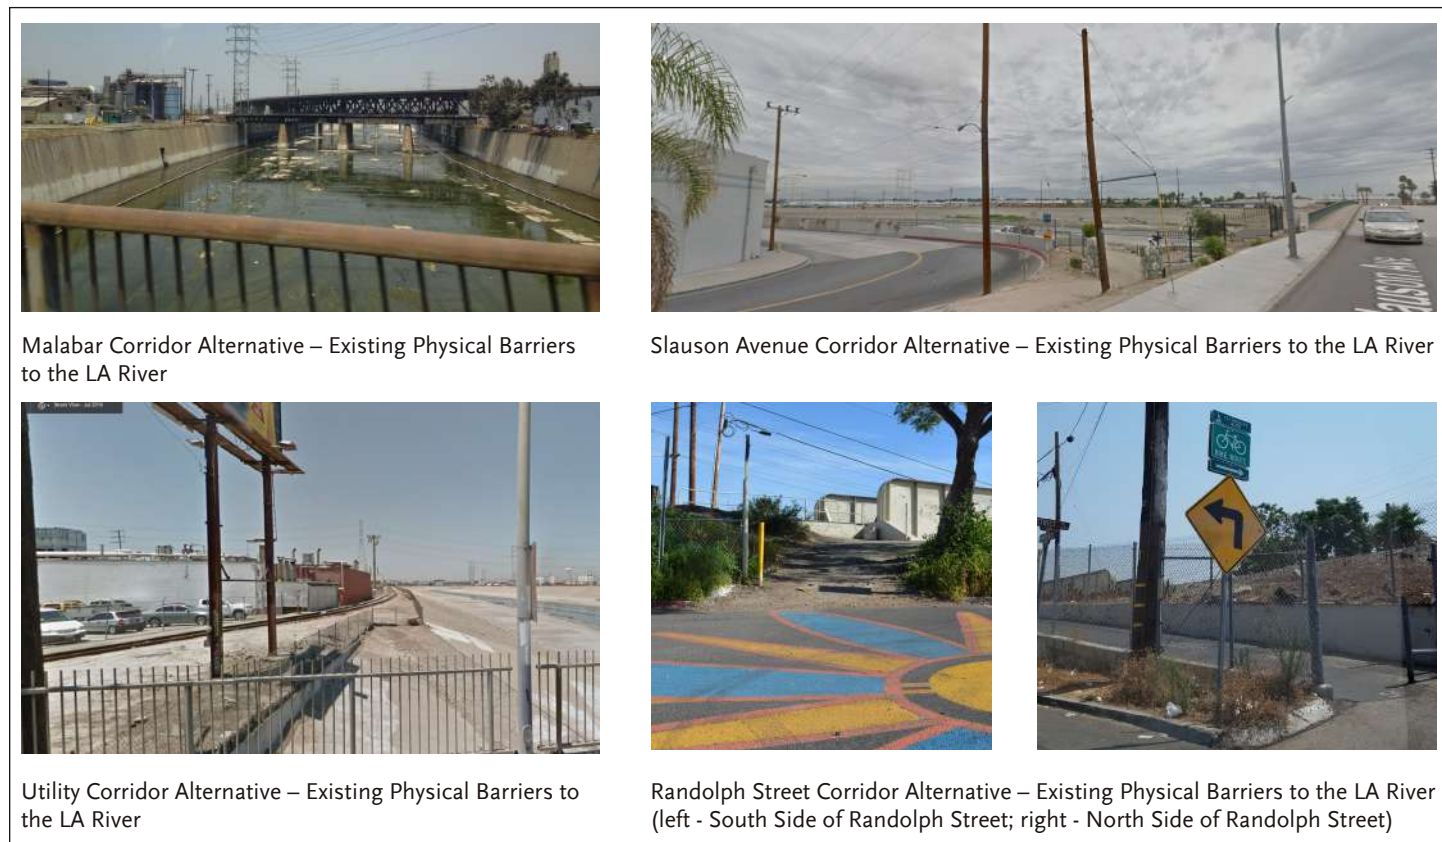 Malabar Corridor Alternative – Existing Physical Barriers
to the LA River
Slauson Avenue Corridor Alternative – Existing Physical Barriers to the LA River
Utility Corridor Alternative – Existing Physical Barriers to
the LA River
BIKE ROUTE
Randolph Street Corridor Alternative – Existing Physical Barriers to the LA River
(left - South Side of Randolph Street; right - North Side of Randolph Street)